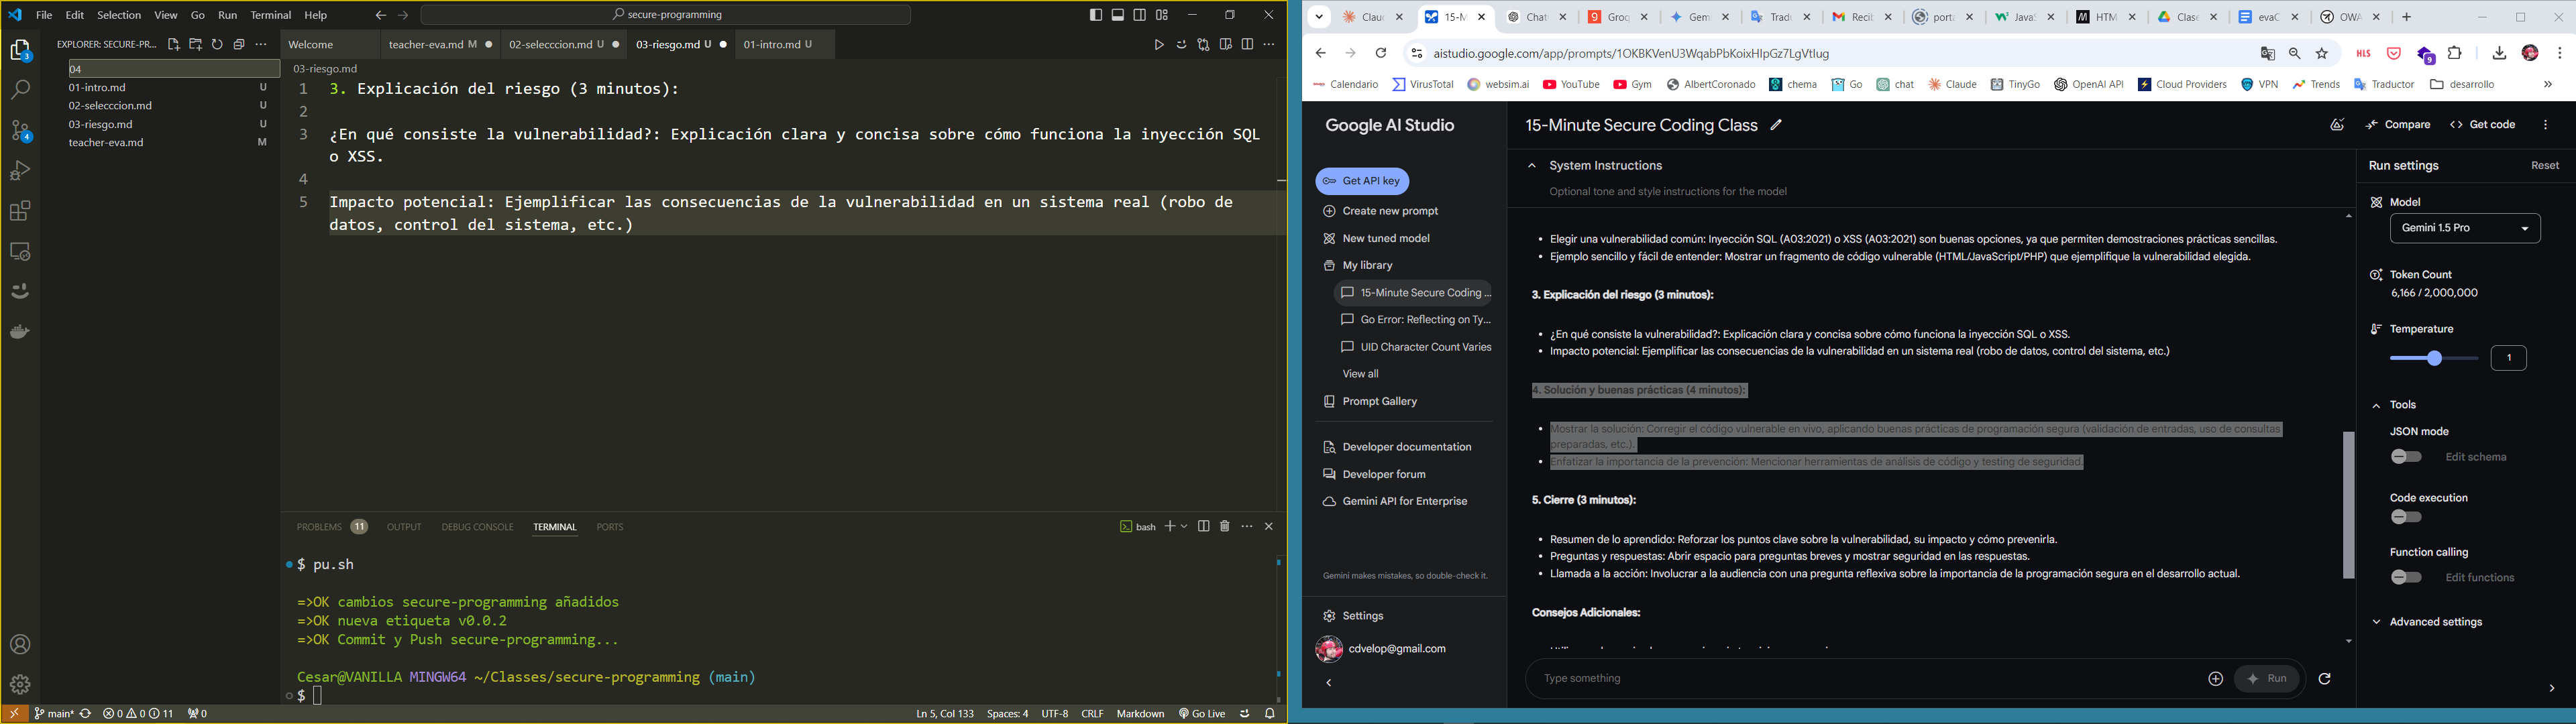 File Edit Selection View Go Run Terminal Help
secure-programming
EXPLORER: SECURE-PR...
04
01-intro.md U
02-selecccion.md U
03-riesgo.md U
teacher-eva.md M
3
4
Welcome
teacher-eva.md M
02-selecccion.md U
03-riesgo.md U
01-intro.md U
03-riesgo.md
1 3. Explicación del riesgo (3 minutos):
2
3 ¿En qué consiste la vulnerabilidad?: Explicación clara y concisa sobre cómo funciona la inyección SQL
o XSS.
4
5 Impacto potencial: Ejemplificar las consecuencias de la vulnerabilidad en un sistema real (robo de
datos, control del sistema, etc.)
PROBLEMS 11 OUTPUT DEBUG CONSOLE TERMINAL PORTS
bash
$ pu.sh
=>OK cambios secure-programming añadidos
=>OK nueva etiqueta v0.0.2
=>OK Commit y Push secure-programming...
Cesar@VANILLA MINGW64 ~/Classes/secure-programming (main)
$
main* 0 0 11 0
Ln 5, Col 133 Spaces: 4 UTF-8 CRLF Markdown Go Live
Clau
15-M
Chat
Groq
Gem
Trad
Recib
porta
Java
HTM
Clase
evaC
OWA
aistudio.google.com/app/prompts/1OKBKVenU3WqabPbKoixHIpGz7LgVtIug
HLS
9
Calendario VirusTotal websim.ai YouTube Gym AlbertCoronado chema Go chat Claude TinyGo OpenAI API Cloud Providers VPN Trends Traductor desarrollo
Google AI Studio
Get API key
Create new prompt
New tuned model
My library
15-Minute Secure Coding ...
Go Error: Reflecting on Ty...
UID Character Count Varies
View all
Prompt Gallery
Developer documentation
Developer forum
Gemini API for Enterprise
Gemini makes mistakes, so double-check it.
Settings
cdvelop@gmail.com
15-Minute Secure Coding Class
Compare
Get code
System Instructions
Optional tone and style instructions for the model
Elegir una vulnerabilidad común: Inyección SQL (A03:2021) o XSS (A03:2021) son buenas opciones, ya que permiten demostraciones prácticas sencillas.
Ejemplo sencillo y fácil de entender: Mostrar un fragmento de código vulnerable (HTML/JavaScript/PHP) que ejemplifique la vulnerabilidad elegida.
3. Explicación del riesgo (3 minutos):
¿En qué consiste la vulnerabilidad?: Explicación clara y concisa sobre cómo funciona la inyección SQL o XSS.
Impacto potencial: Ejemplificar las consecuencias de la vulnerabilidad en un sistema real (robo de datos, control del sistema, etc.)
4. Solución y buenas prácticas (4 minutos):
Mostrar la solución: Corregir el código vulnerable en vivo, aplicando buenas prácticas de programación segura (validación de entradas, uso de consultas
preparadas, etc.).
Enfatizar la importancia de la prevención: Mencionar herramientas de análisis de código y testing de seguridad.
5. Cierre (3 minutos):
Resumen de lo aprendido: Reforzar los puntos clave sobre la vulnerabilidad, su impacto y cómo prevenirla.
Preguntas y respuestas: Abrir espacio para preguntas breves y mostrar seguridad en las respuestas.
Llamada a la acción: Involucrar a la audiencia con una pregunta reflexiva sobre la importancia de la programación segura en el desarrollo actual.
Consejos Adicionales:
Type something
Run
Run settings
Reset
Model
Gemini 1.5 Pro
Token Count
6,166 / 2,000,000
Temperature
1
Tools
JSON mode
Edit schema
Code execution
Function calling
Edit functions
Advanced settings